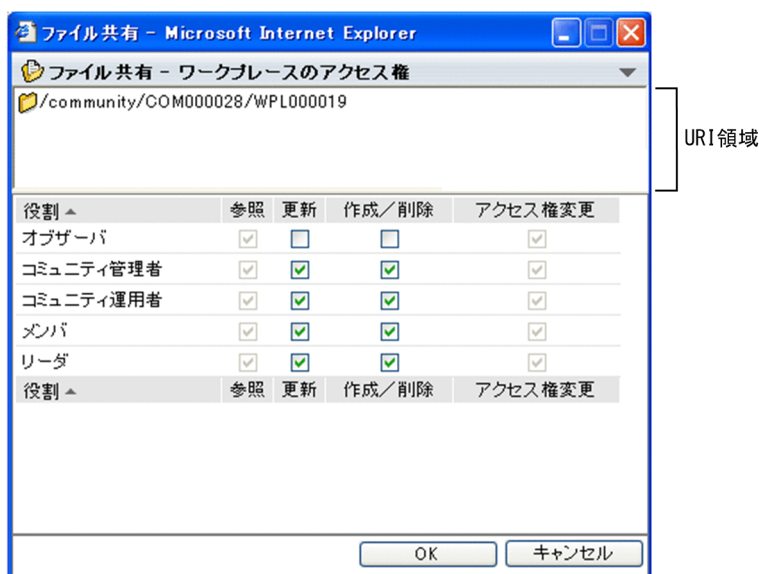 ファイル共有 - Microsoft Internet Explorer
ファイル共有 - ワークプレースのアクセス権
/community/COM000028/WPL000019
URI領域
役割 参照 更新 作成／削除 アクセス権変更
オブザーバ
コミュニティ管理者
コミュニティ運用者
メンバ
リーダ
役割 参照 更新 作成／削除 アクセス権変更
OK キャンセル